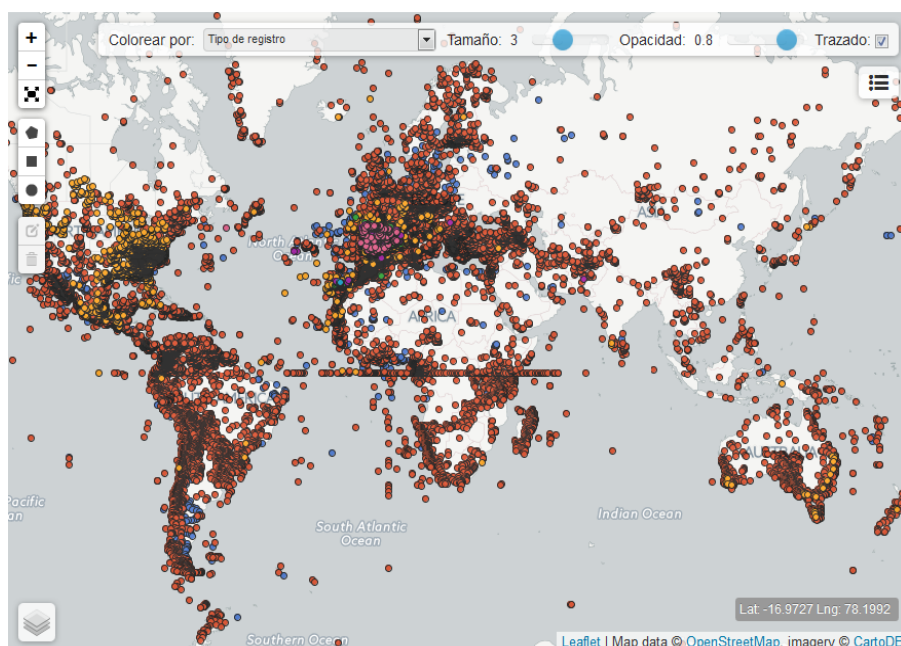 +
Colorear por: Tipo de registro Tamaño: 3 Opacidad: 0.8 Trazado:
−
North Atlantic
Ocean
AFRICA
AUSTRALIA
Pacific
South Atlantic
Ocean
Indian Ocean
Lat: -16.9727 Lng: 78.1992
Southern Ocean
Leaflet | Map data © OpenStreetMap, imagery © CartoDB